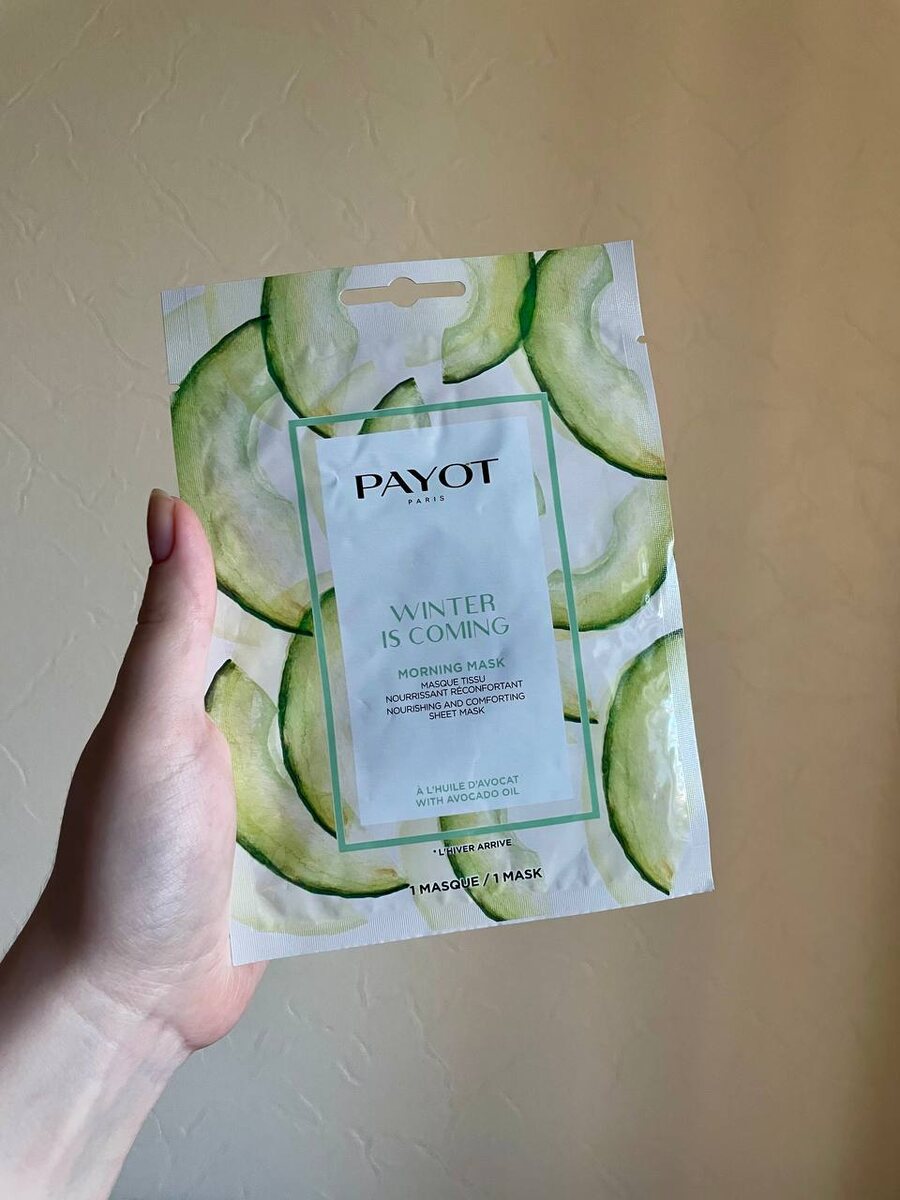 PAYOT
PARIS
WINTER
IS COMING
MORNING MASK
MASQUE TISSU
NOURRISSANT RÉCONFORTANT
NOURISHING AND COMFORTING
SHEET MASK
À L'HUILE D'AVOCAT
WITH AVOCADO OIL
* L'HIVER ARRIVE
1 MASQUE / 1 MASK